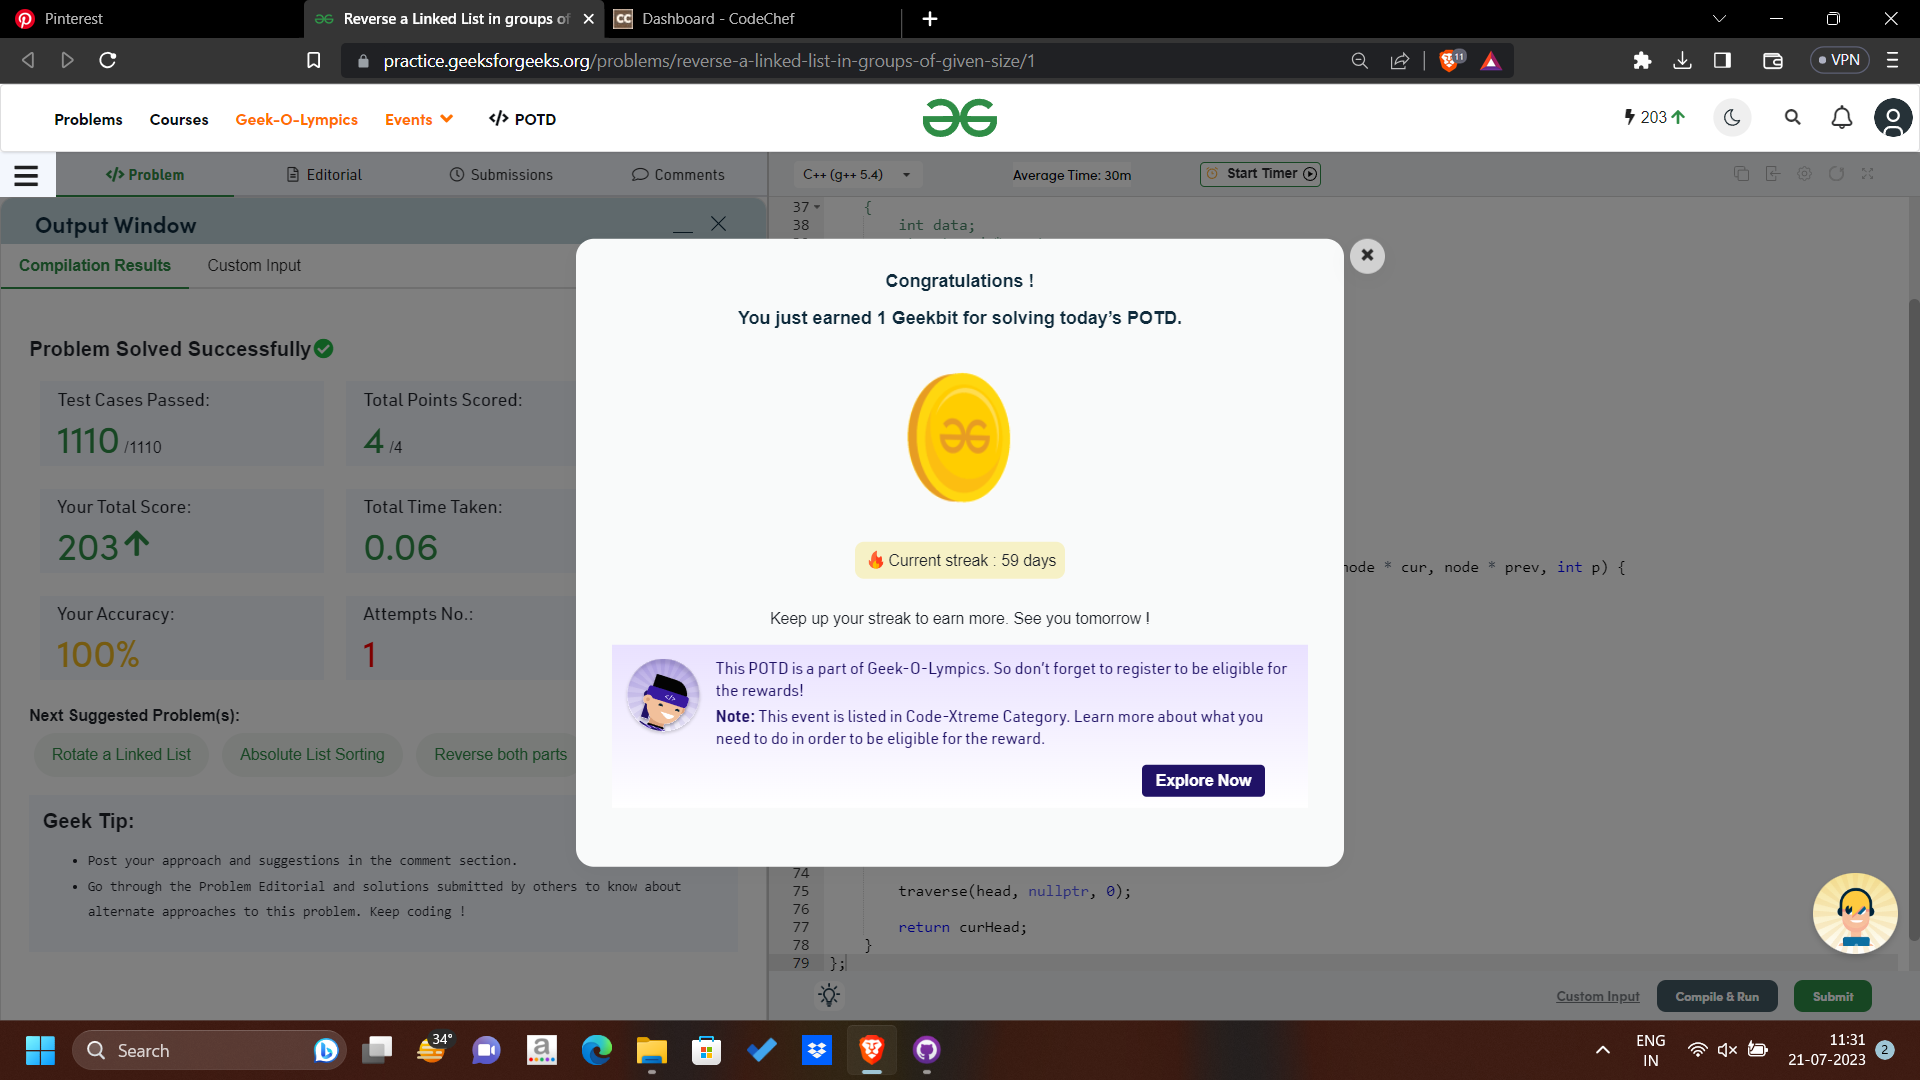 Pinterest
Reverse a Linked List in groups of
CC Dashboard - CodeChef
practice.geeksforgeeks.org/problems/reverse-a-linked-list-in-groups-of-given-size/1
11
VPN
Problems
Courses
Geek-O-Lympics
Events
</> POTD
203
</> Problem
Editorial
Submissions
Comments
C++ (g++ 5.4)
Average Time: 30m
Start Timer
Output Window
Compilation Results
Custom Input
Problem Solved Successfully
Test Cases Passed:
1110 /1110
Total Points Scored:
4 /4
Your Total Score:
203
Total Time Taken:
0.06
Your Accuracy:
100%
Attempts No.:
1
Next Suggested Problem(s):
Rotate a Linked List
Absolute List Sorting
Reverse both parts
Geek Tip:
Post your approach and suggestions in the comment section.
Go through the Problem Editorial and solutions submitted by others to know about
alternate approaches to this problem. Keep coding !
37 {
38 int data;
Congratulations !
You just earned 1 Geekbit for solving today’s POTD.
Current streak : 59 days
Keep up your streak to earn more. See you tomorrow !
This POTD is a part of Geek-O-Lympics. So don't forget to register to be eligible for
the rewards!
Note: This event is listed in Code-Xtreme Category. Learn more about what you
need to do in order to be eligible for the reward.
Explore Now
node * cur, node * prev, int p) {
74
75 traverse(head, nullptr, 0);
76
77 return curHead;
78 }
79 };
Custom Input
Compile & Run
Submit
Search
34°
a
ENG
IN
11:31
21-07-2023
2